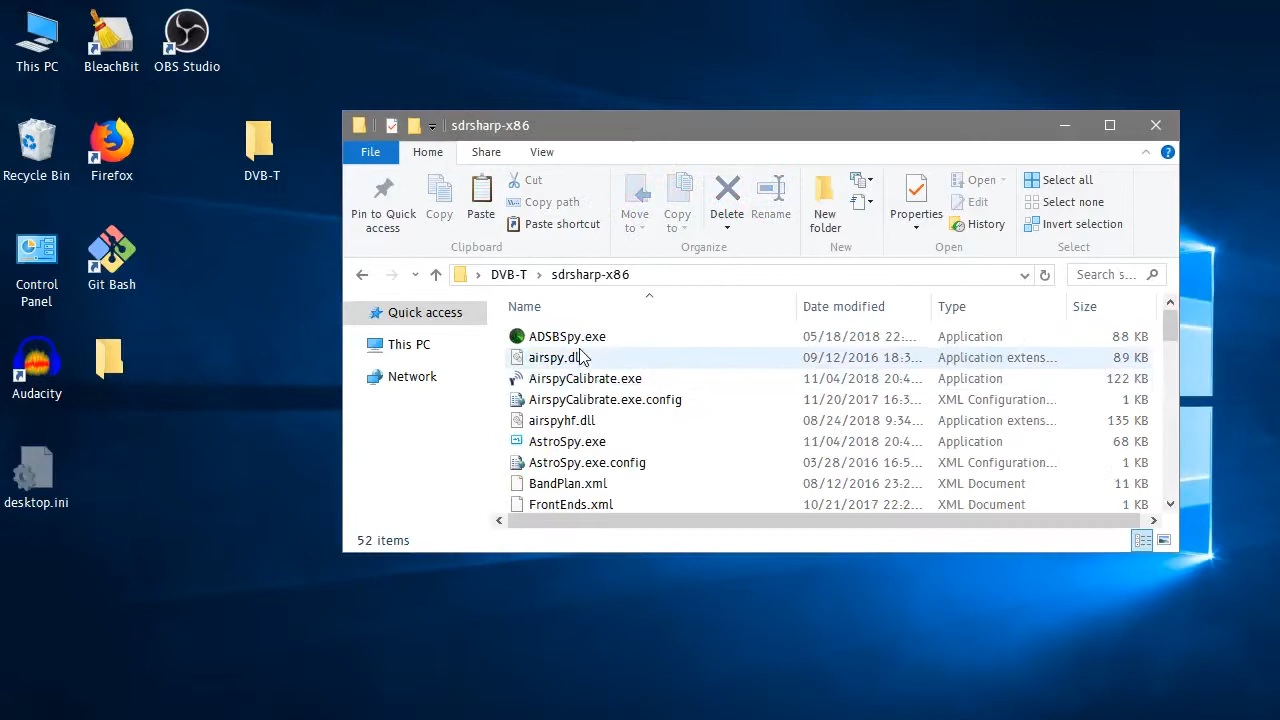 This PC
BleachBit
OBS Studio
Recycle Bin
Firefox
DVB-T
Control Panel
Git Bash
Audacity
desktop.ini
sdrsharp-x86
File Home Share View
Pin to Quick access
Copy
Paste
Cut
Copy path
Paste shortcut
Clipboard
Move to
Copy to
Delete
Rename
Organize
New folder
New
Properties
Open
Edit
History
Open
Select all
Select none
Invert selection
Select
DVB-T > sdrsharp-x86
Search s...
Quick access
This PC
Network
Name Date modified Type Size
ADSBSpy.exe 05/18/2018 22:... Application 88 KB
airspy.dll 09/12/2016 18:3... Application extens... 89 KB
AirspyCalibrate.exe 11/04/2018 20:4... Application 122 KB
AirspyCalibrate.exe.config 11/20/2017 16:3... XML Configuration... 1 KB
airspyhf.dll 08/24/2018 9:34... Application extens... 135 KB
AstroSpy.exe 11/04/2018 20:4... Application 68 KB
AstroSpy.exe.config 03/28/2016 16:5... XML Configuration... 1 KB
BandPlan.xml 08/12/2016 23:2... XML Document 11 KB
FrontEnds.xml 10/21/2017 22:2... XML Document 1 KB
52 items